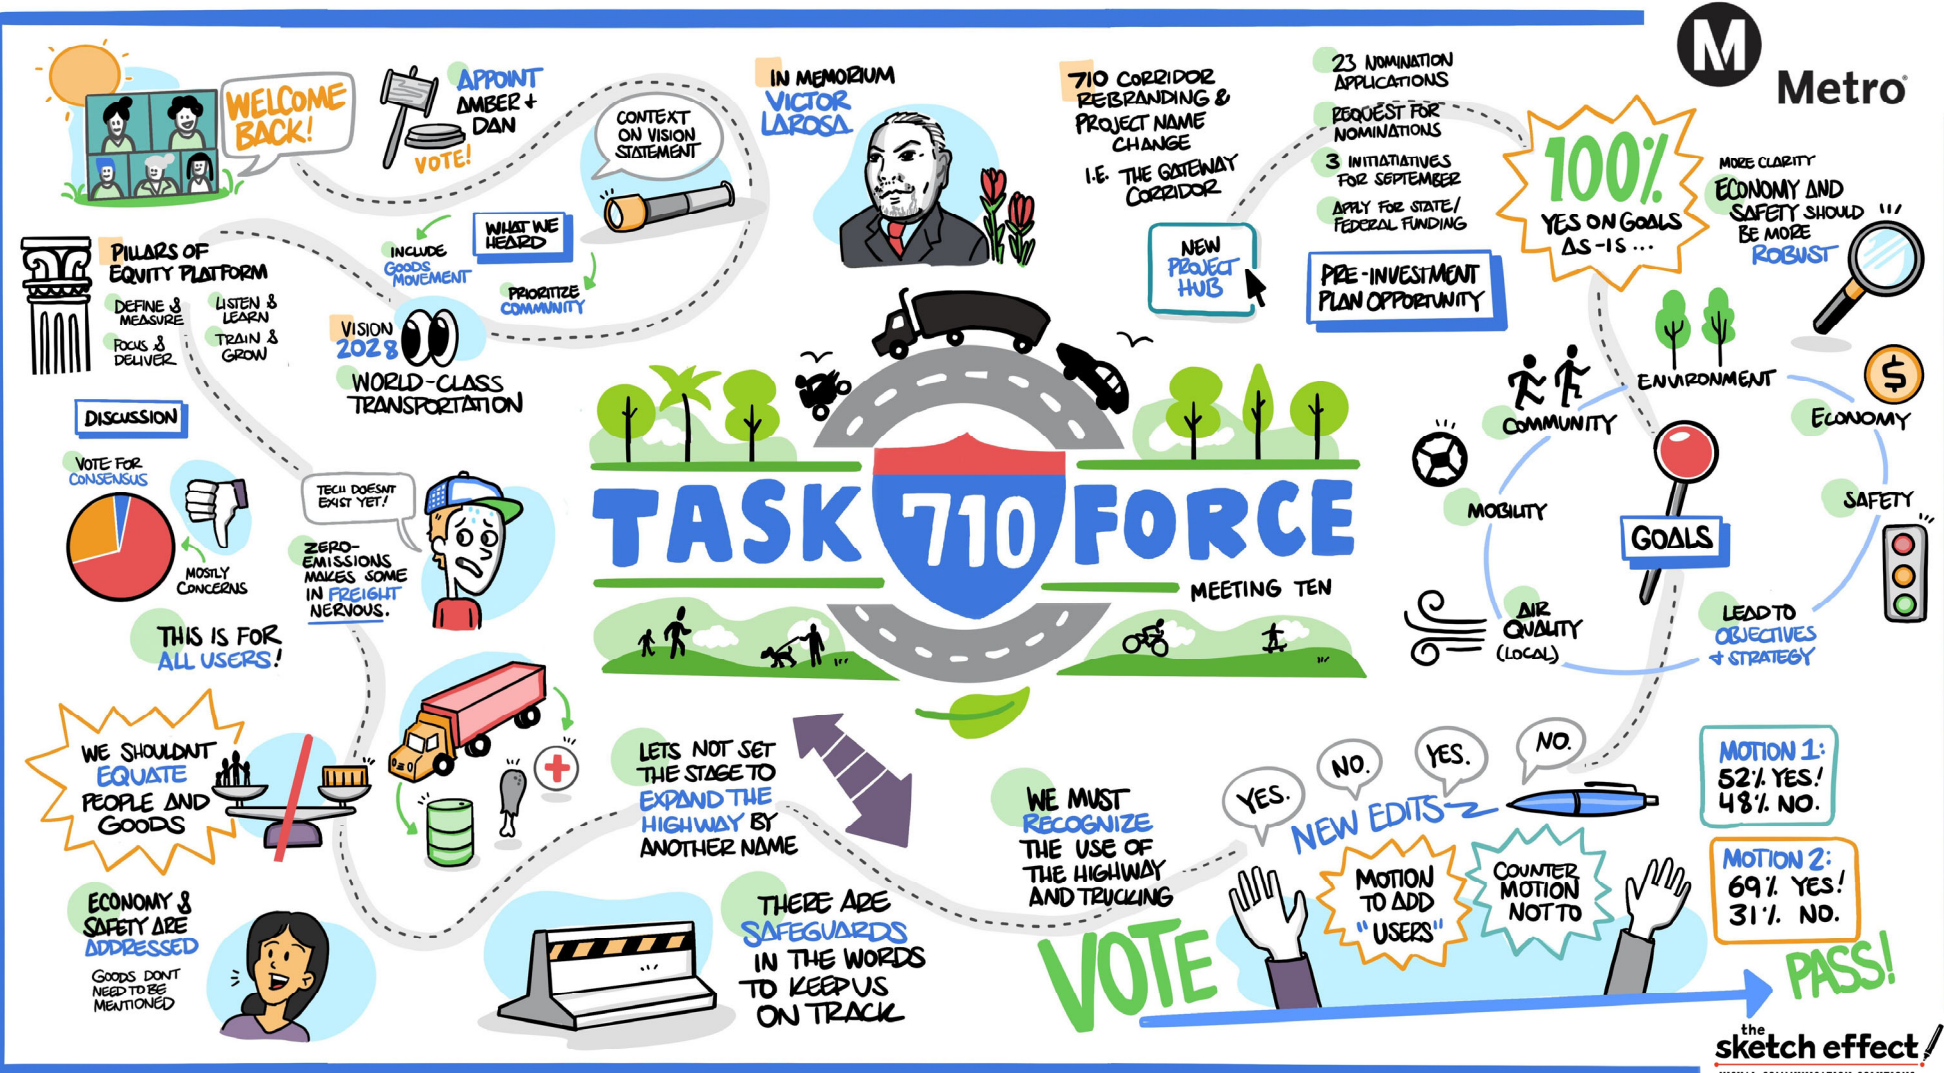 WELCOME
BACK!
APPOINT
AMBER +
DAN
VOTE!
CONTEXT
ON VISION
STATEMENT
WHAT WE
HEARD
INCLUDE
GOODS
MOVEMENT
PRIORITIZE
COMMUNITY
VISION
2028
WORLD-CLASS
TRANSPORTATION
PILLARS OF
EQUITY PLATFORM
DEFINE &
MEASURE
LISTEN &
LEARN
FOCUS &
DELIVER
TRAIN &
GROW
DISCUSSION
VOTE FOR
CONSENSUS
MOSTLY
CONCERNS
THIS IS FOR
ALL USERS!
TECH DOESNT
EXIST YET!
ZERO-
EMISSIONS
MAKES SOME
IN FREIGHT
NERVOUS.
WE SHOULDNT
EQUATE
PEOPLE AND
GOODS
ECONOMY &
SAFETY ARE
ADDRESSED
GOODS DONT
NEED TO BE
MENTIONED
LETS NOT SET
THE STAGE TO
EXPAND THE
HIGHWAY BY
ANOTHER NAME
THERE ARE
SAFEGUARDS
IN THE WORDS
TO KEEP US
ON TRACK
IN MEMORIUM
VICTOR
LAROSA
TASK 710 FORCE
MEETING TEN
710 CORRIDOR
REBRANDING &
PROJECT NAME
CHANGE
I.E. THE GATEWAY
CORRIDOR
NEW
PROJECT
HUB
23 NOMINATION
APPLICATIONS
REQUEST FOR
NOMINATIONS
3 INITIATIATIVES
FOR SEPTEMBER
APPLY FOR STATE/
FEDERAL FUNDING
PRE-INVESTMENT
PLAN OPPORTUNITY
M
Metro
100%
YES ON GOALS
AS-IS...
MORE CLARITY
ECONOMY AND
SAFETY SHOULD
BE MORE
ROBUST
ENVIRONMENT
$
ECONOMY
SAFETY
LEAD TO
OBJECTIVES
+ STRATEGY
AIR
QUALITY
(LOCAL)
MOBILITY
COMMUNITY
GOALS
WE MUST
RECOGNIZE
THE USE OF
THE HIGHWAY
AND TRUCKING
YES.
NO.
YES.
NO.
NEW EDITS
MOTION
TO ADD
"USERS"
COUNTER
MOTION
NOT TO
MOTION 1:
52% YES!
48% NO.
MOTION 2:
69% YES!
31% NO.
VOTE
PASS!
the
sketch effect